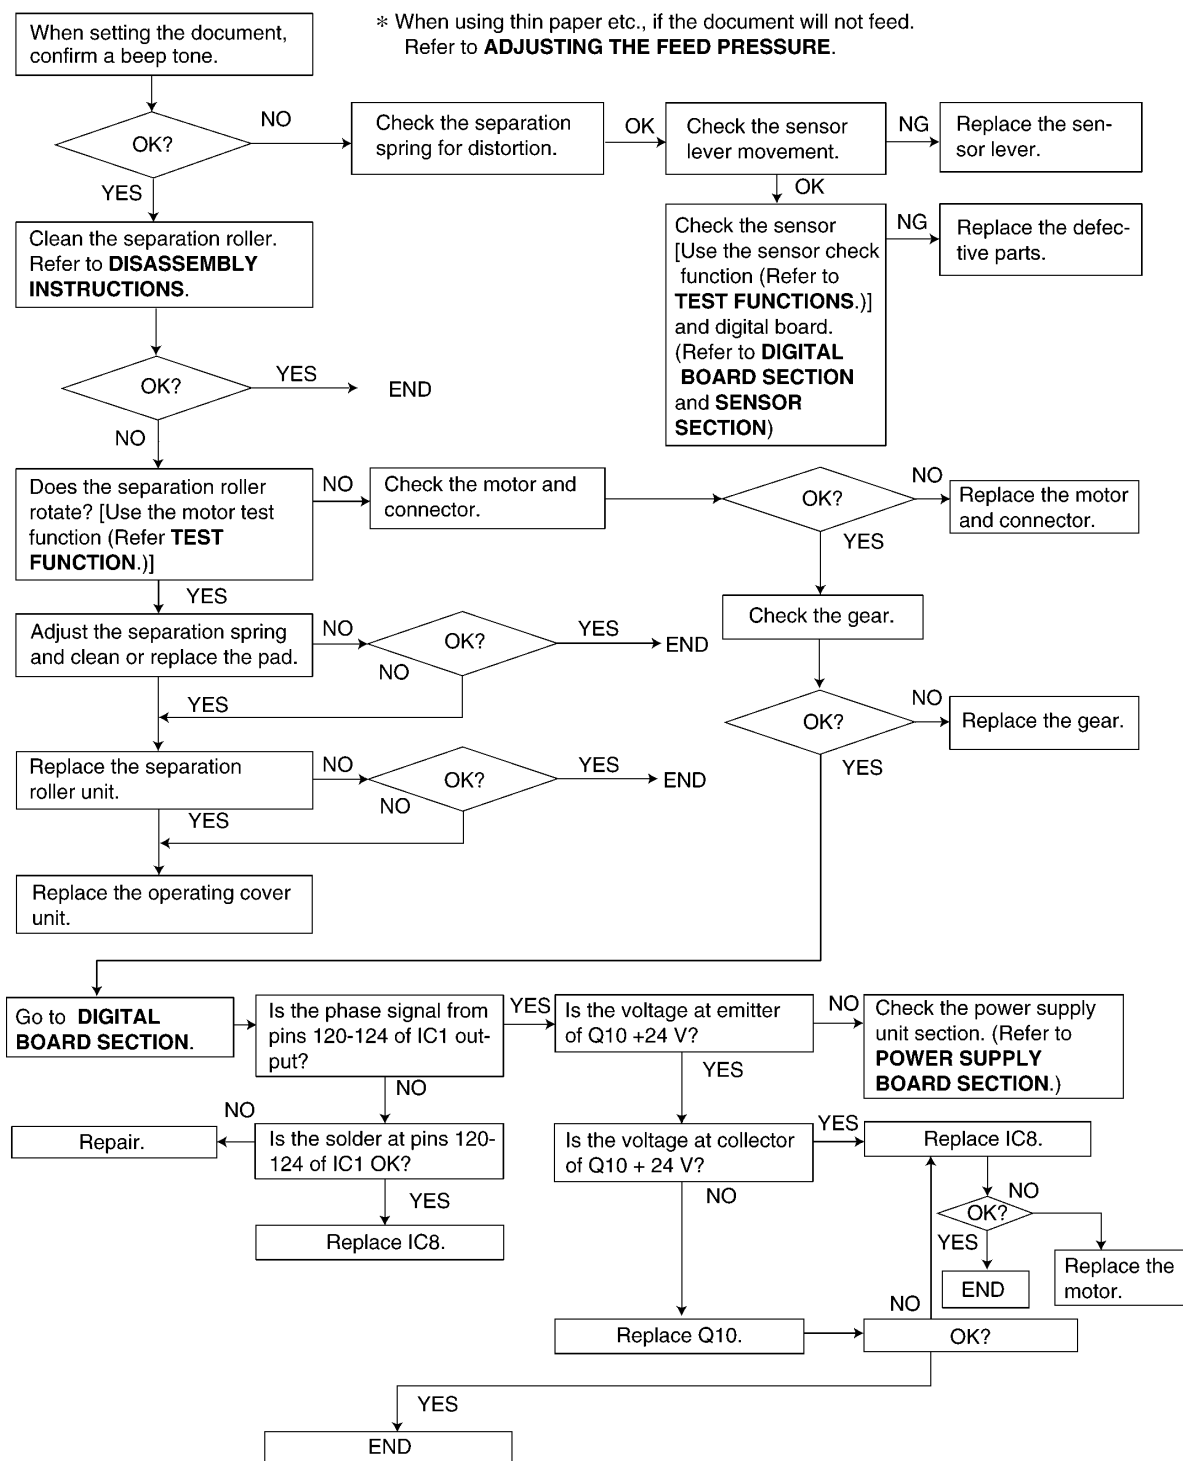 When setting the document,
confirm a beep tone.
* When using thin paper etc., if the document will not feed.
Refer to ADJUSTING THE FEED PRESSURE.
OK?
NO
Check the separation
spring for distortion.
OK
Check the sensor
lever movement.
NG
Replace the sen-
sor lever.
YES
OK
Clean the separation roller.
Refer to DISASSEMBLY
INSTRUCTIONS.
Check the sensor
[Use the sensor check
function (Refer to
TEST FUNCTIONS.)]
and digital board.
(Refer to DIGITAL
BOARD SECTION
and SENSOR
SECTION)
NG
Replace the defec-
tive parts.
OK?
YES
END
NO
Does the separation roller
rotate? [Use the motor test
function (Refer TEST
FUNCTION.)]
NO
Check the motor and
connector.
OK?
NO
Replace the motor
and connector.
YES
YES
Adjust the separation spring
and clean or replace the pad.
NO
OK?
YES
END
NO
Check the gear.
YES
OK?
NO
Replace the gear.
YES
Replace the separation
roller unit.
NO
OK?
YES
END
NO
YES
Replace the operating cover
unit.
Go to DIGITAL
BOARD SECTION.
Is the phase signal from
pins 120-124 of IC1 out-
put?
YES
Is the voltage at emitter
of Q10 +24 V?
NO
Check the power supply
unit section. (Refer to
POWER SUPPLY
BOARD SECTION.)
NO
YES
Repair.
NO
Is the solder at pins 120-
124 of IC1 OK?
Is the voltage at collector
of Q10 + 24 V?
YES
Replace IC8.
YES
Replace IC8.
NO
NO
OK?
YES
END
Replace the
motor.
Replace Q10.
NO
OK?
YES
END